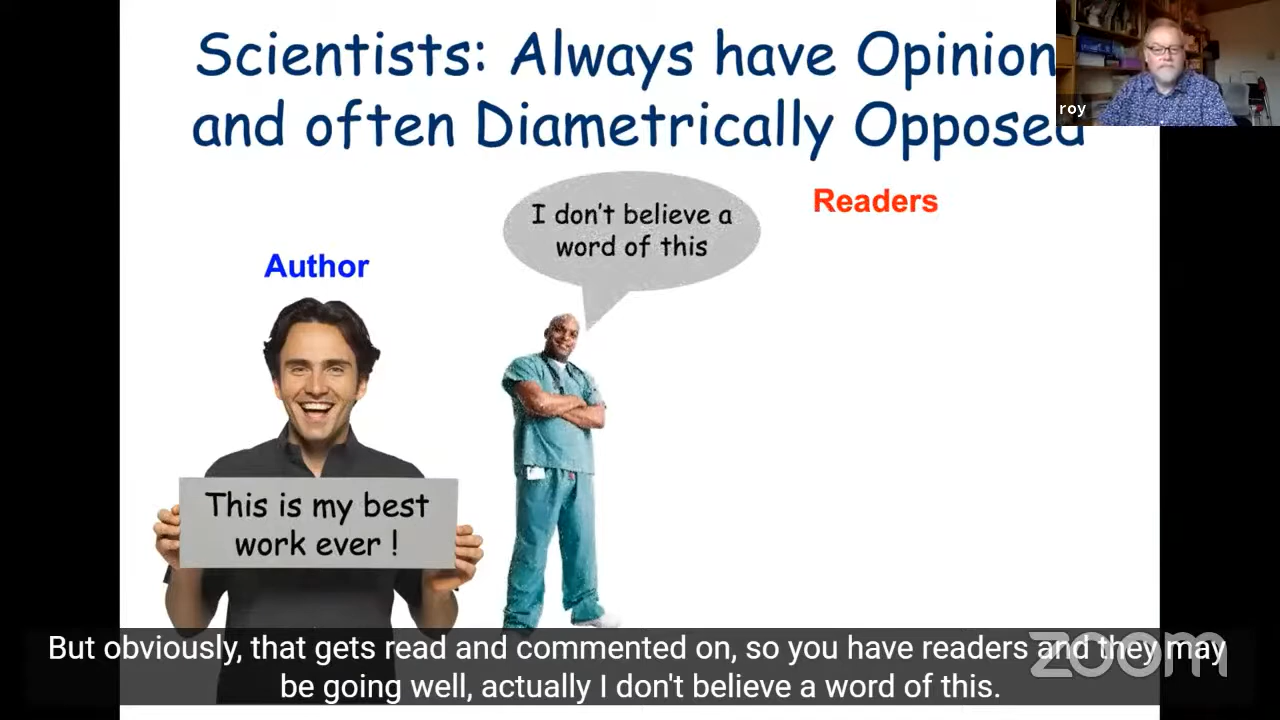 Scientists: Always have Opinion
and often Diametrically Opposed
roy
Readers
I don't believe a
word of this
Author
This is my best
work ever !
But obviously, that gets read and commented on, so you have readers and they may
be going well, actually I don't believe a word of this.
zoom